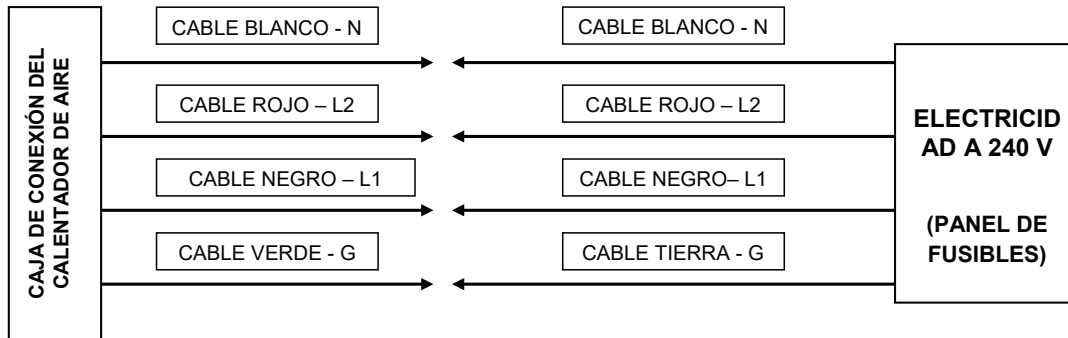 CAJA DE CONEXIÓN DEL
CALENTADOR DE AIRE
CABLE BLANCO - N
CABLE BLANCO - N
CABLE ROJO – L2
CABLE ROJO – L2
CABLE NEGRO – L1
CABLE NEGRO– L1
CABLE VERDE - G
CABLE TIERRA - G
ELECTRICID
AD A 240 V
(PANEL DE
FUSIBLES)